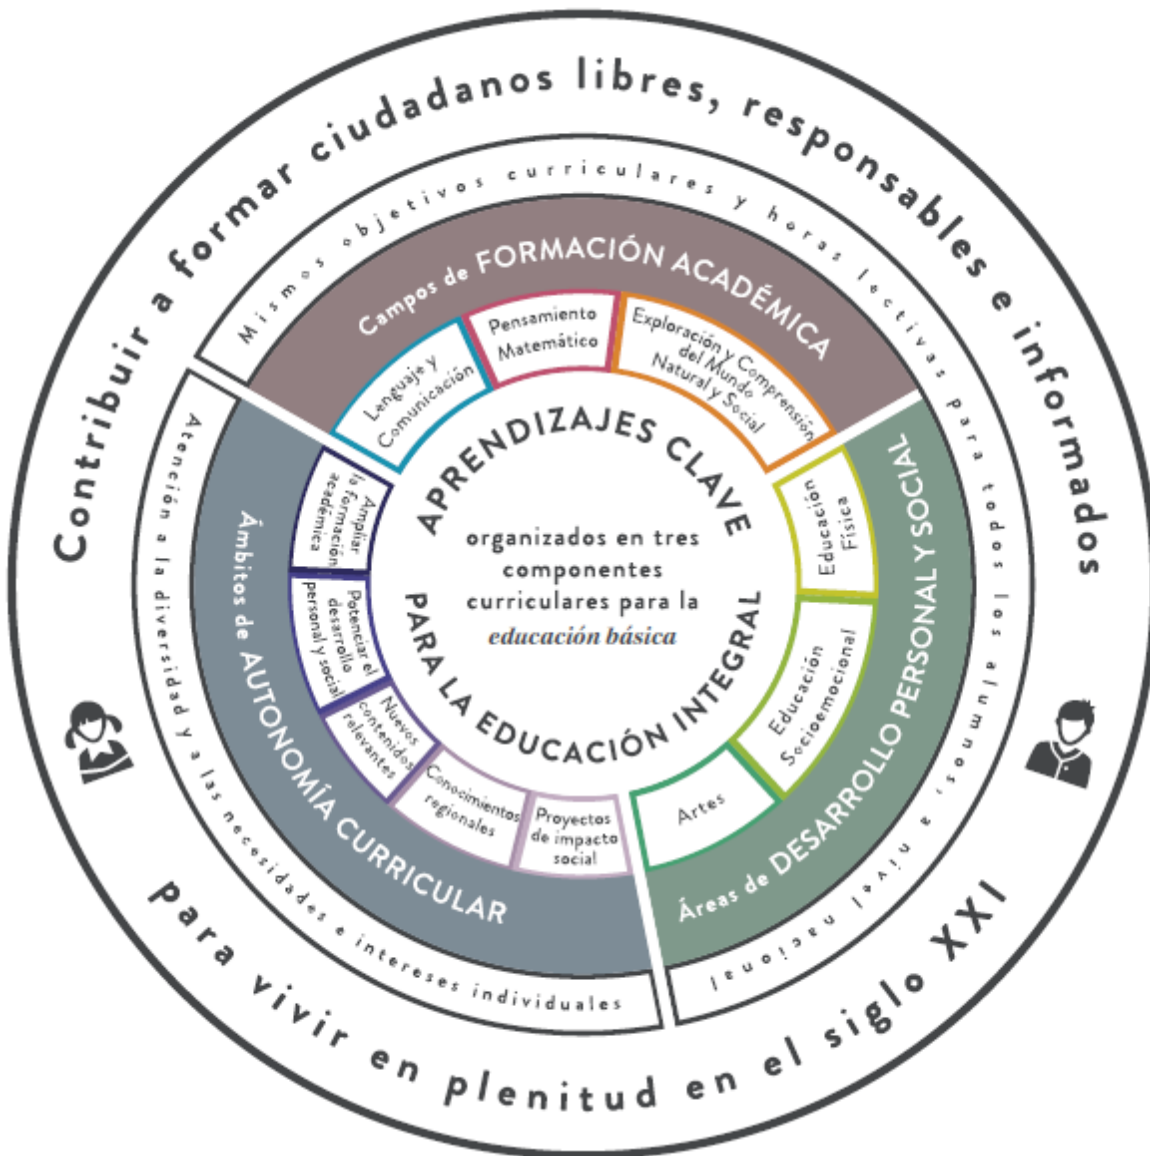 Contribuir a formar ciudadanos libres, responsables e informados
para vivir en plenitud en el siglo XXI
Mismos objetivos curriculares y horas lectivas para todos los alumnos, a nivel nacional
Atención a la diversidad y a las necesidades e intereses individuales
Campos de FORMACIÓN ACADÉMICA
Lenguaje y
Comunicación
Pensamiento
Matemático
Exploración y Comprensión
del Mundo
Natural y Social
Áreas de DESARROLLO PERSONAL Y SOCIAL
Educación
Física
Educación
Socioemocional
Artes
Ámbitos de AUTONOMÍA CURRICULAR
Ampliar
la formación
académica
Potenciar el
desarrollo
personal y social
Nuevos
contenidos
relevantes
Conocimientos
regionales
Proyectos
de impacto
social
APRENDIZAJES CLAVE
organizados en tres
componentes
curriculares para la
educación básica
PARA LA EDUCACIÓN INTEGRAL